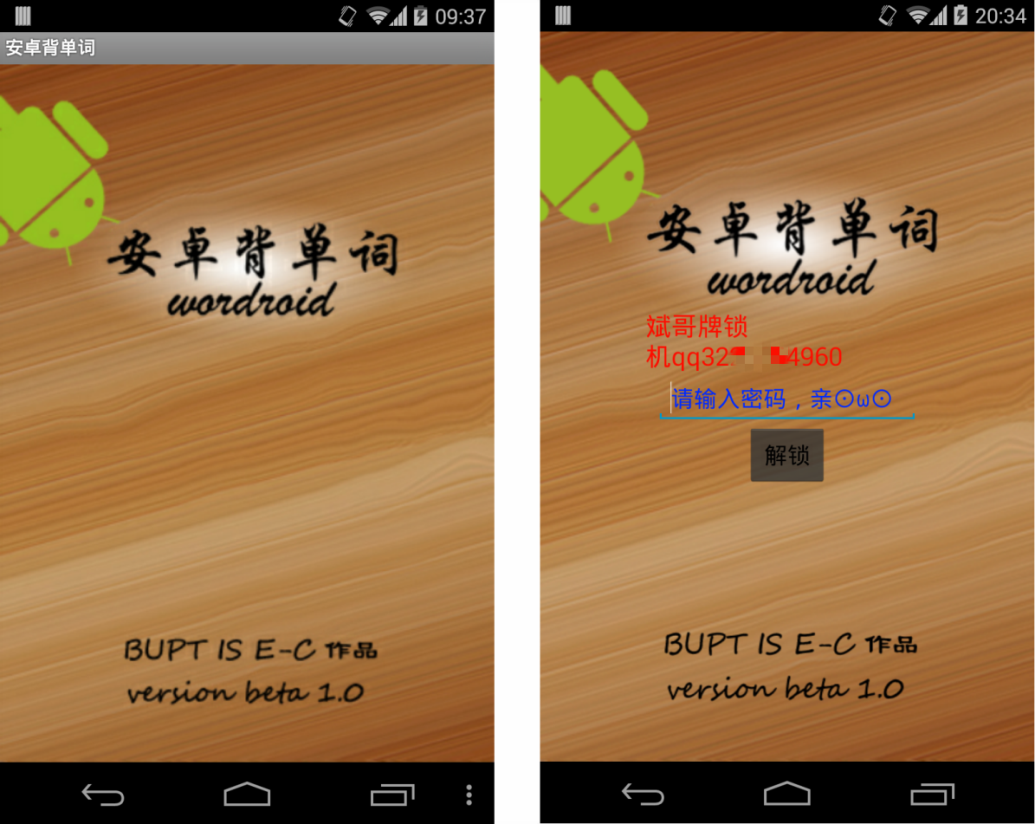 09:37
安卓背单词
安卓背单词
wordroid
BUPT IS E-C 作品
version beta 1.0
20:34
安卓背单词
wordroid
斌哥牌锁
机qq32 4960
请输入密码，亲⊙ω⊙
解锁
BUPT IS E-C 作品
version beta 1.0